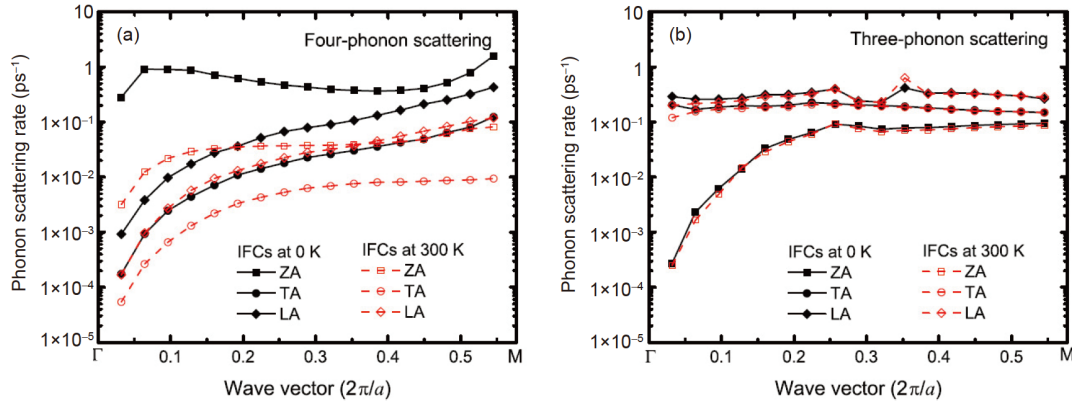 (a)
Four-phonon scattering
Phonon scattering rate (ps⁻¹)
10
1
1×10⁻¹
1×10⁻²
1×10⁻³
1×10⁻⁴
1×10⁻⁵
IFCs at 0 K
ZA
TA
LA
IFCs at 300 K
ZA
TA
LA
Γ 0.1 0.2 0.3 0.4 0.5 M
Wave vector (2π/a)
(b)
Three-phonon scattering
Phonon scattering rate (ps⁻¹)
10
1
1×10⁻¹
1×10⁻²
1×10⁻³
1×10⁻⁴
1×10⁻⁵
IFCs at 0 K
ZA
TA
LA
IFCs at 300 K
ZA
TA
LA
Γ 0.1 0.2 0.3 0.4 0.5 M
Wave vector (2π/a)